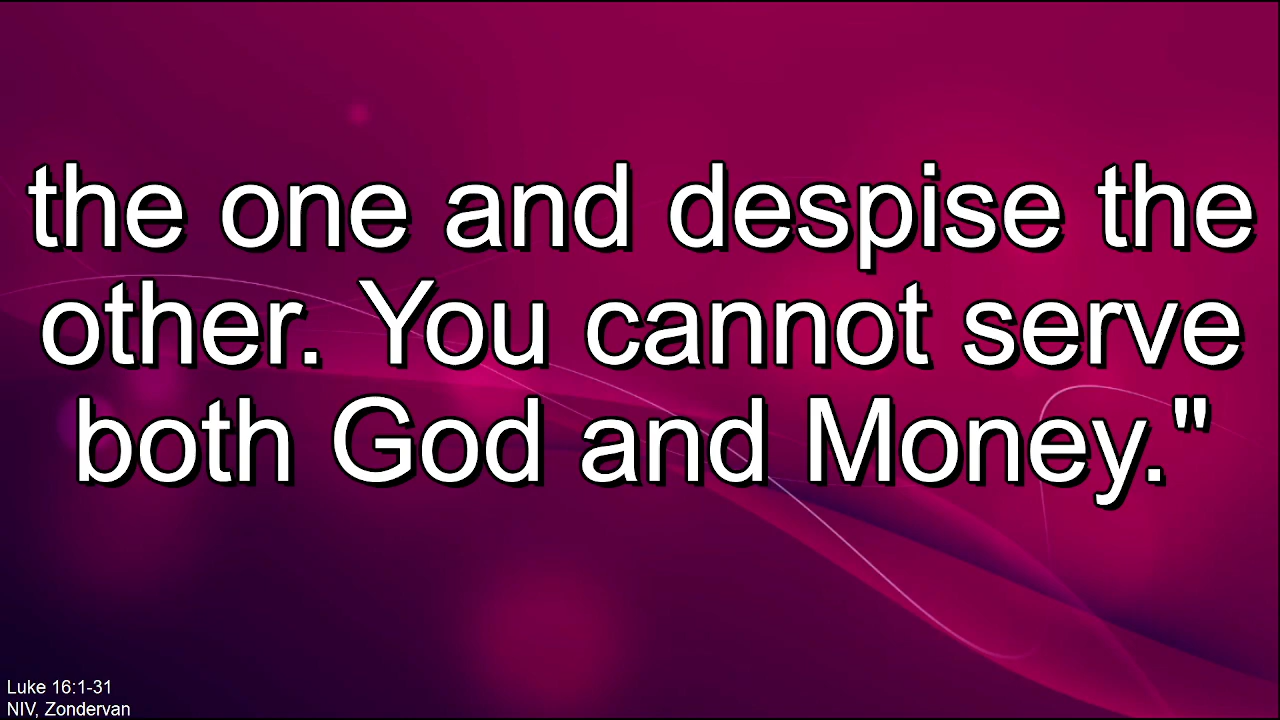 the one and despise the
other. You cannot serve
both God and Money."
Luke 16:1-31
NIV, Zondervan